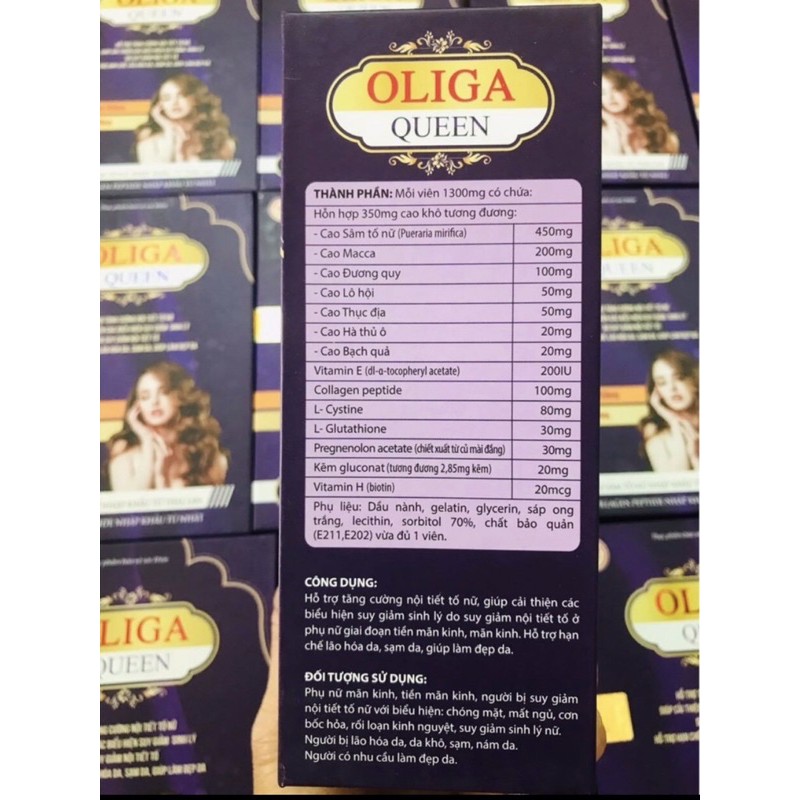 OLIGA
QUEEN
THÀNH PHẦN: Mỗi viên 1300mg có chứa:
Hỗn hợp 350mg cao khô tương đương:
- Cao Sâm tố nữ (Pueraria mirifica) 450mg
- Cao Macca 200mg
- Cao Đương quy 100mg
- Cao Lô hội 50mg
- Cao Thục địa 50mg
- Cao Hà thủ ô 20mg
- Cao Bạch quả 20mg
Vitamin E (dl-α-tocopheryl acetate) 200IU
Collagen peptide 100mg
L- Cystine 80mg
L- Glutathione 30mg
Pregnenolon acetate (chiết xuất từ củ mài đắng) 30mg
Kẽm gluconat (tương đương 2,85mg kẽm) 20mg
Vitamin H (biotin) 20mcg
Phụ liệu: Dầu nành, gelatin, glycerin, sáp ong
trắng, lecithin, sorbitol 70%, chất bảo quản
(E211,E202) vừa đủ 1 viên.
CÔNG DỤNG:
Hỗ trợ tăng cường nội tiết tố nữ, giúp cải thiện các
biểu hiện suy giảm sinh lý do suy giảm nội tiết tố ở
phụ nữ giai đoạn tiền mãn kinh, mãn kinh. Hỗ trợ hạn
chế lão hóa da, sạm da, giúp làm đẹp da.
ĐỐI TƯỢNG SỬ DỤNG:
Phụ nữ mãn kinh, tiền mãn kinh, người bị suy giảm
nội tiết tố nữ với biểu hiện: chóng mặt, mất ngủ, cơn
bốc hỏa, rối loạn kinh nguyệt, suy giảm sinh lý nữ.
Người bị lão hóa da, da khô, sạm, nám da.
Người có nhu cầu làm đẹp da.
QUEEN
OLIGA
QUEEN
LIGA
QUEEN
OLIGA
QUEEN
QUEEN